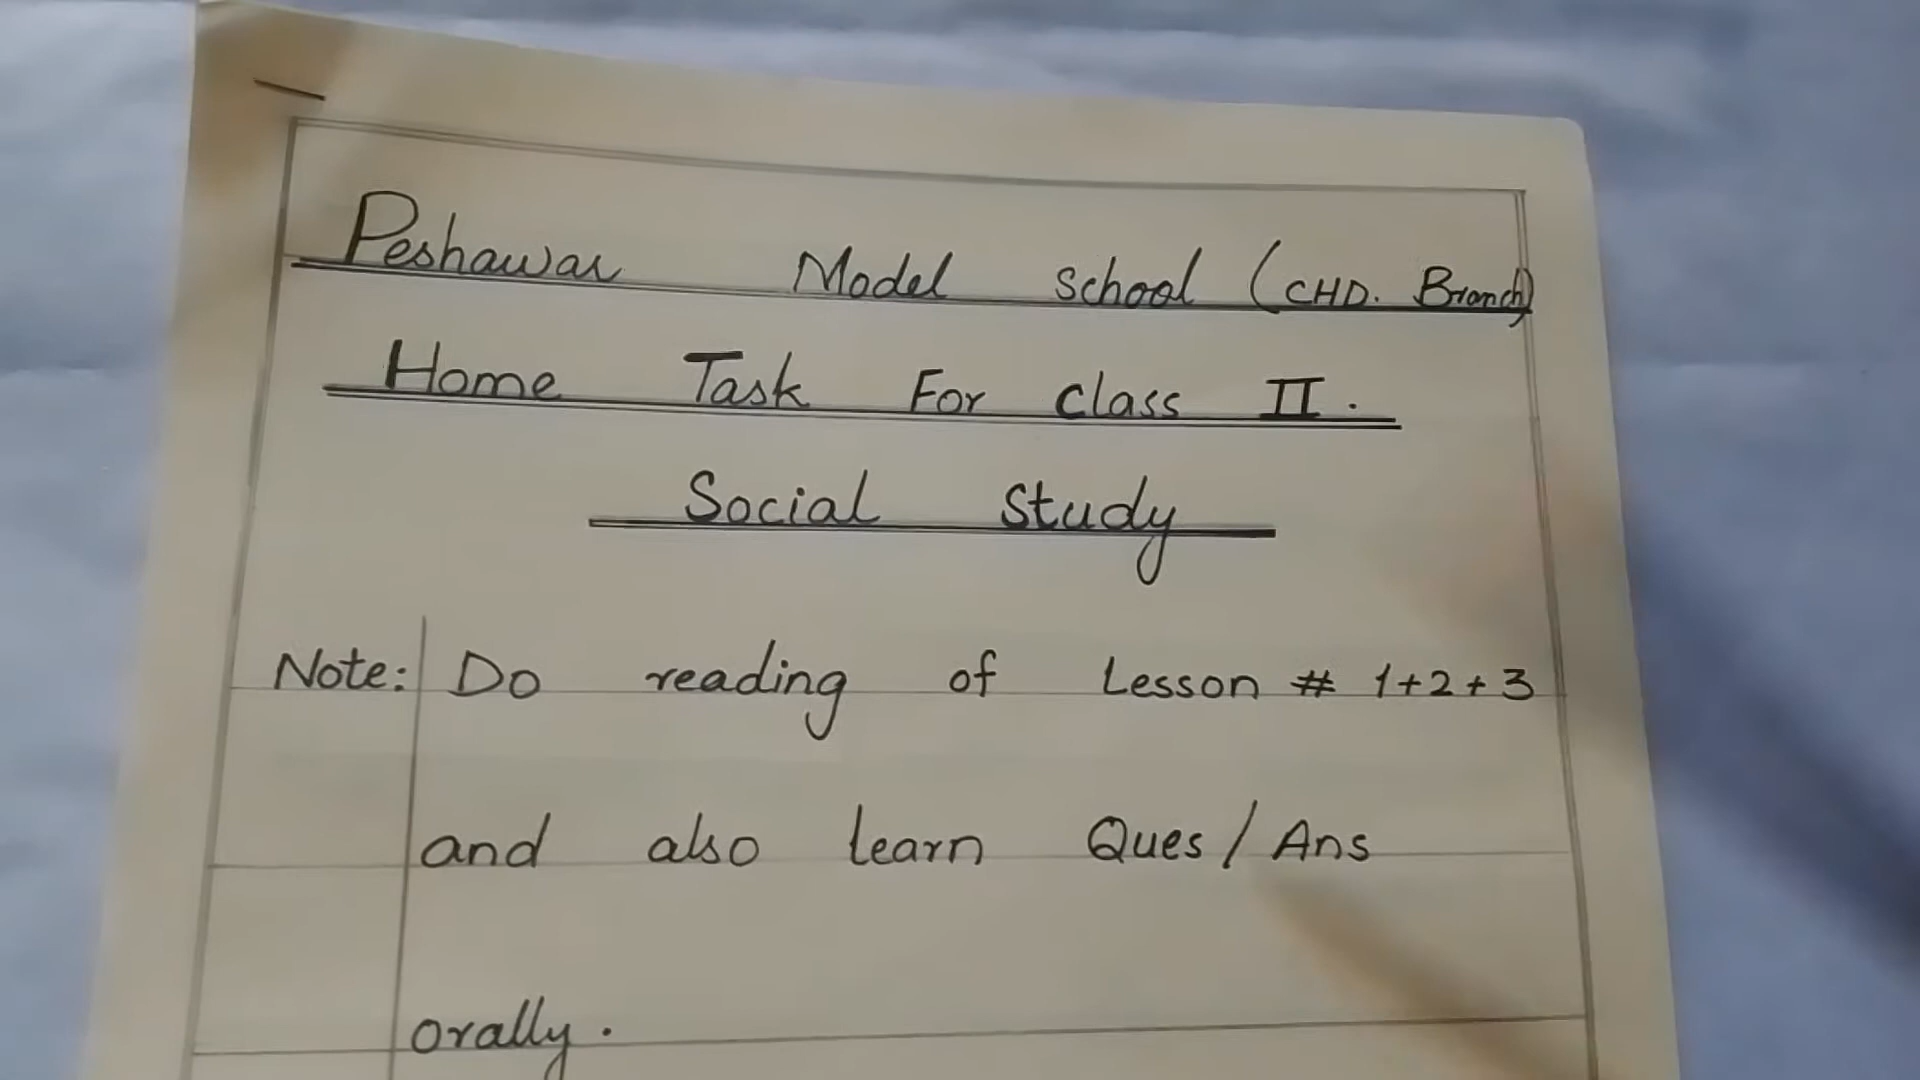 Peshawar Model School (CHD. Branch)
Home Task For class II.
Social Study
Note: Do reading of Lesson # 1+2+3
and also learn Ques/Ans
orally.